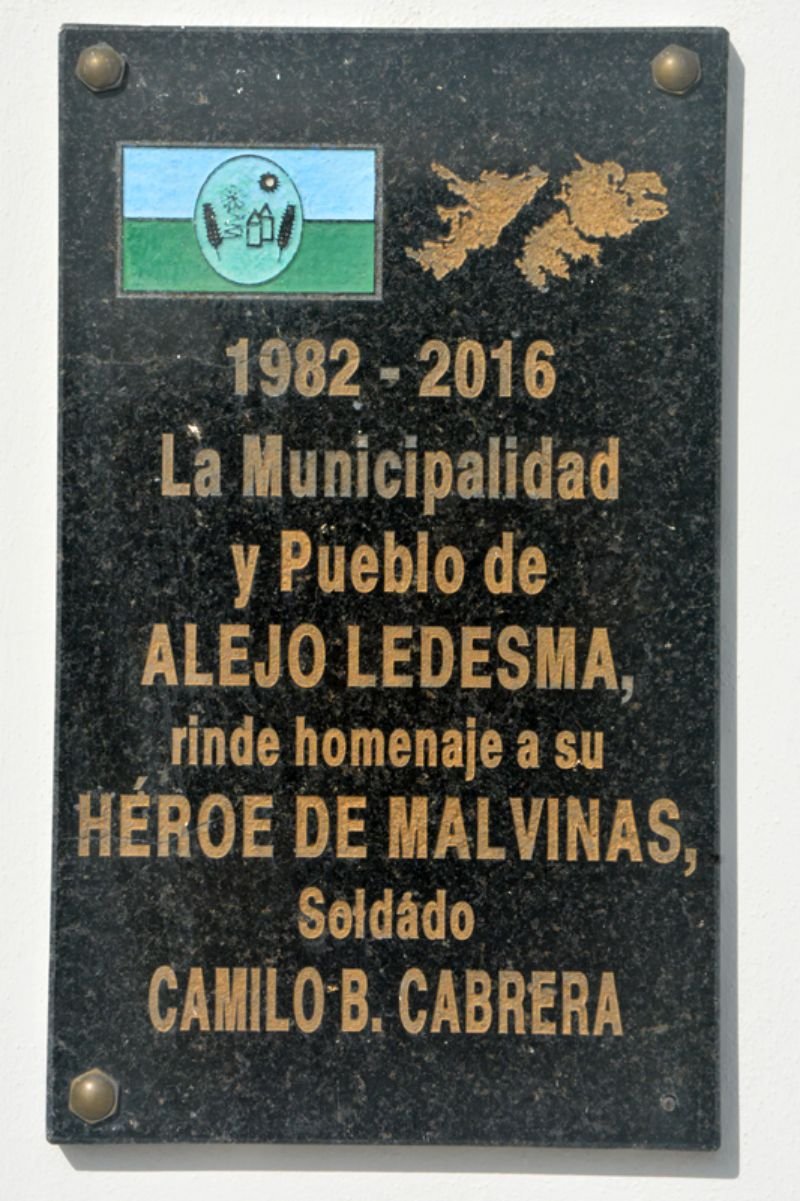 1982 - 2016
La Municipalidad
y Pueblo de
ALEJO LEDESMA,
rinde homenaje a su
HÉROE DE MALVINAS,
Soldado
CAMILO B. CABRERA